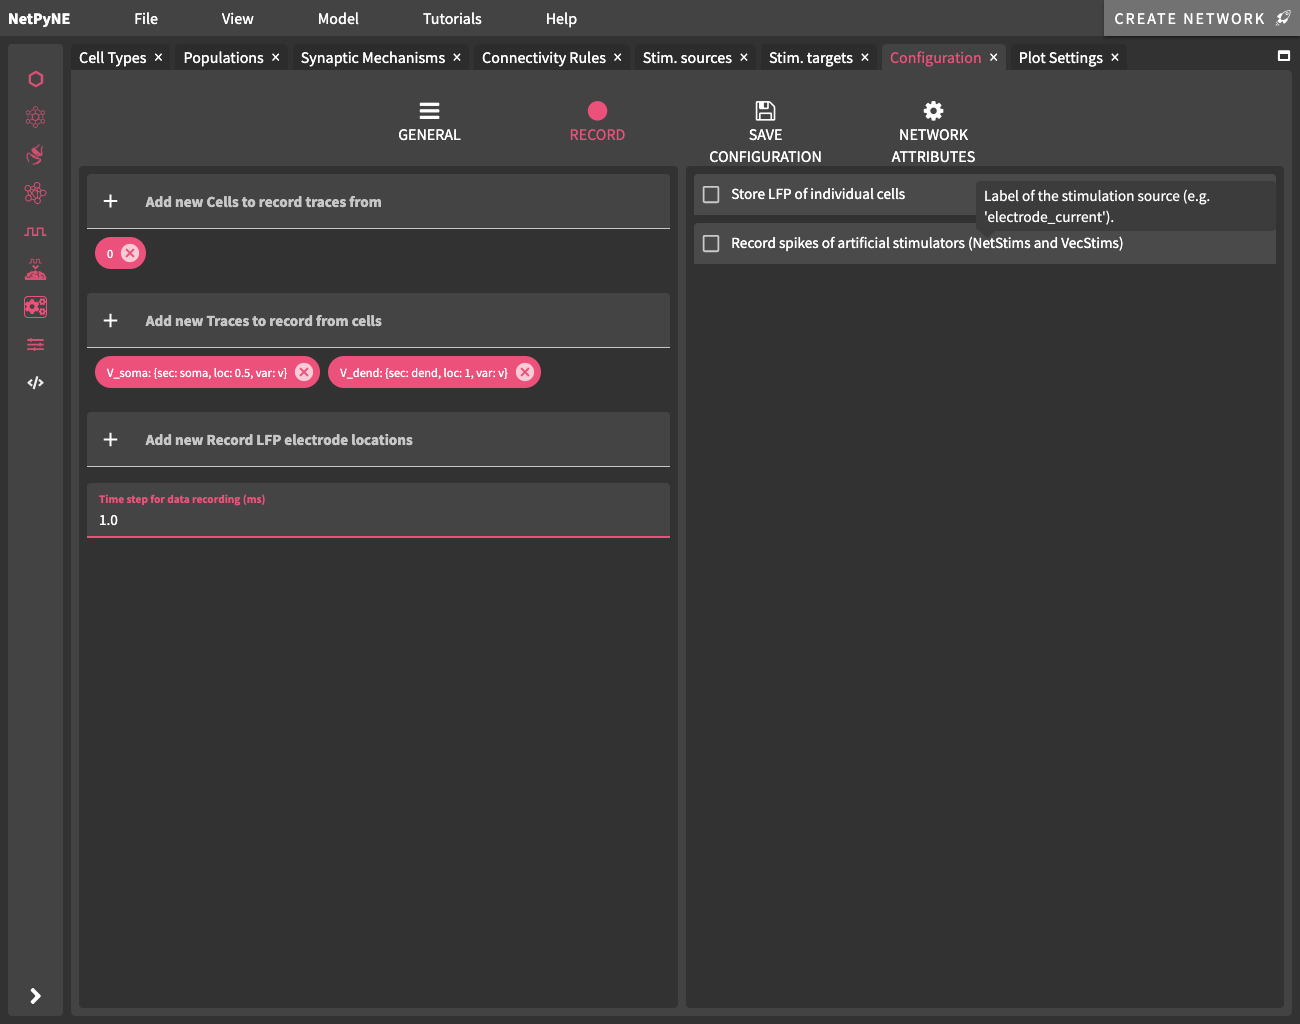 NetPyNE File View Model Tutorials Help CREATE NETWORK
Cell Types × Populations × Synaptic Mechanisms × Connectivity Rules × Stim. sources × Stim. targets × Configuration × Plot Settings ×
GENERAL
RECORD
SAVE
CONFIGURATION
NETWORK
ATTRIBUTES
Add new Cells to record traces from
0
Add new Traces to record from cells
V_soma: {sec: soma, loc: 0.5, var: v}
V_dend: {sec: dend, loc: 1, var: v}
Add new Record LFP electrode locations
Time step for data recording (ms)
1.0
Store LFP of individual cells
Label of the stimulation source (e.g.
'electrode_current').
Record spikes of artificial stimulators (NetStims and VecStims)